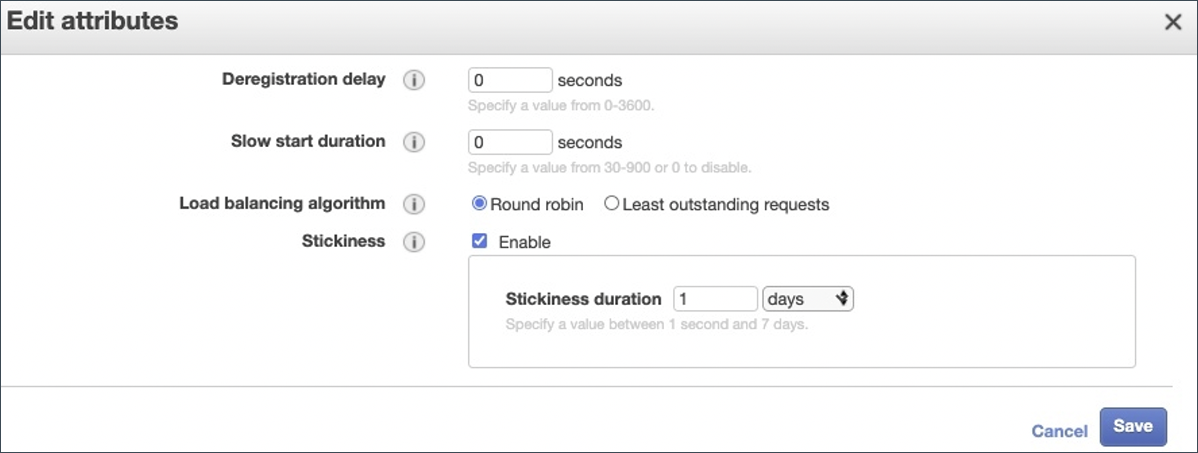 Edit attributes
Deregistration delay i 0 seconds
Specify a value from 0-3600.
Slow start duration i 0 seconds
Specify a value from 30-900 or 0 to disable.
Load balancing algorithm i Round robin Least outstanding requests
Stickiness i Enable
Stickiness duration 1 days
Specify a value between 1 second and 7 days.
Cancel Save